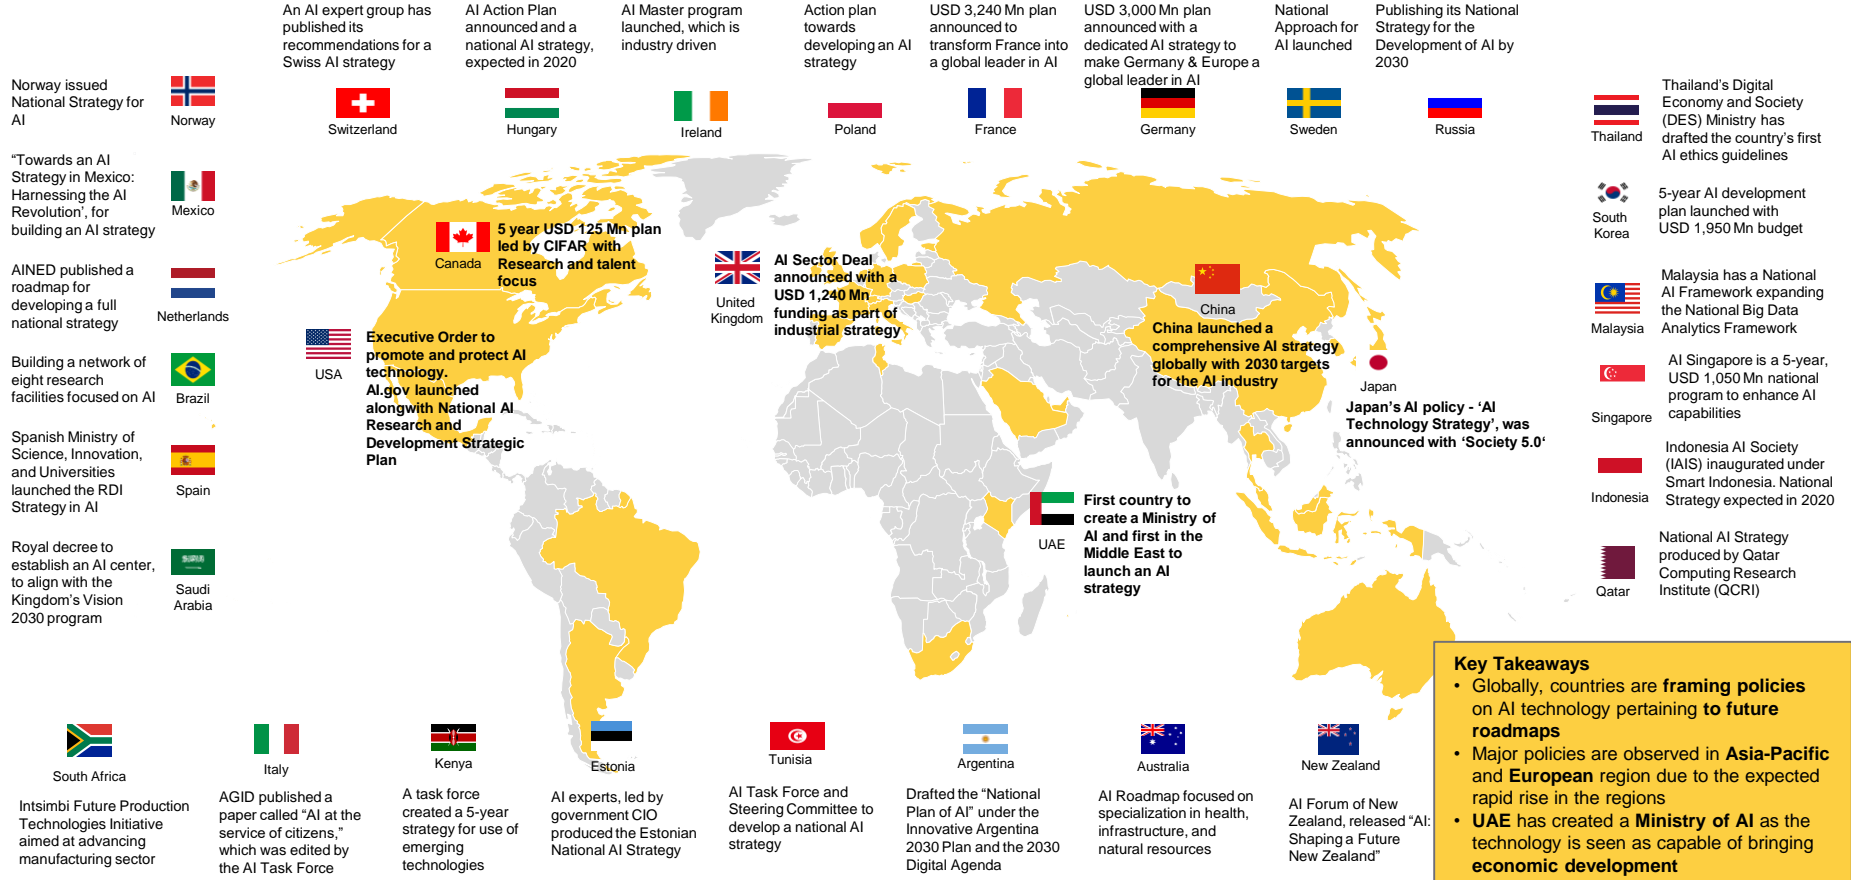 An AI expert group has
published its
recommendations for a
Swiss AI strategy
Switzerland
AI Action Plan
announced and a
national AI strategy,
expected in 2020
Hungary
AI Master program
launched, which is
industry driven
Ireland
Action plan
towards
developing an AI
strategy
Poland
USD 3,240 Mn plan
announced to
transform France into
a global leader in AI
France
USD 3,000 Mn plan
announced with a
dedicated AI strategy to
make Germany & Europe a
global leader in AI
Germany
National
Approach for
AI launched
Sweden
Publishing its National
Strategy for the
Development of AI by
2030
Russia
Norway issued
National Strategy for
AI
Norway
“Towards an AI
Strategy in Mexico:
Harnessing the AI
Revolution’, for
building an AI strategy
Mexico
AINED published a
roadmap for
developing a full
national strategy
Netherlands
Building a network of
eight research
facilities focused on AI
Brazil
Spanish Ministry of
Science, Innovation,
and Universities
launched the RDI
Strategy in AI
Spain
Royal decree to
establish an AI center,
to align with the
Kingdom’s Vision
2030 program
Saudi
Arabia
Canada
5 year USD 125 Mn plan
led by CIFAR with
Research and talent
focus
USA
Executive Order to
promote and protect AI
technology.
AI.gov launched
alongwith National AI
Research and
Development Strategic
Plan
United
Kingdom
AI Sector Deal
announced with a
USD 1,240 Mn
funding as part of
industrial strategy
China
China launched a
comprehensive AI strategy
globally with 2030 targets
for the AI industry
Japan
Japan’s AI policy - ‘AI
Technology Strategy’, was
announced with ‘Society 5.0‘
UAE
First country to
create a Ministry of
AI and first in the
Middle East to
launch an AI
strategy
Thailand
Thailand’s Digital
Economy and Society
(DES) Ministry has
drafted the country’s first
AI ethics guidelines
South
Korea
5-year AI development
plan launched with
USD 1,950 Mn budget
Malaysia
Malaysia has a National
AI Framework expanding
the National Big Data
Analytics Framework
Singapore
AI Singapore is a 5-year,
USD 1,050 Mn national
program to enhance AI
capabilities
Indonesia
Indonesia AI Society
(IAIS) inaugurated under
Smart Indonesia. National
Strategy expected in 2020
Qatar
National AI Strategy
produced by Qatar
Computing Research
Institute (QCRI)
South Africa
Intsimbi Future Production
Technologies Initiative
aimed at advancing
manufacturing sector
Italy
AGID published a
paper called “AI at the
service of citizens,”
which was edited by
the AI Task Force
Kenya
A task force
created a 5-year
strategy for use of
emerging
technologies
Estonia
AI experts, led by
government CIO
produced the Estonian
National AI Strategy
Tunisia
AI Task Force and
Steering Committee to
develop a national AI
strategy
Argentina
Drafted the “National
Plan of AI” under the
Innovative Argentina
2030 Plan and the 2030
Digital Agenda
Australia
AI Roadmap focused on
specialization in health,
infrastructure, and
natural resources
New Zealand
AI Forum of New
Zealand, released “AI:
Shaping a Future
New Zealand”
Key Takeaways
• Globally, countries are framing policies
on AI technology pertaining to future
roadmaps
• Major policies are observed in Asia-Pacific
and European region due to the expected
rapid rise in the regions
• UAE has created a Ministry of AI as the
technology is seen as capable of bringing
economic development